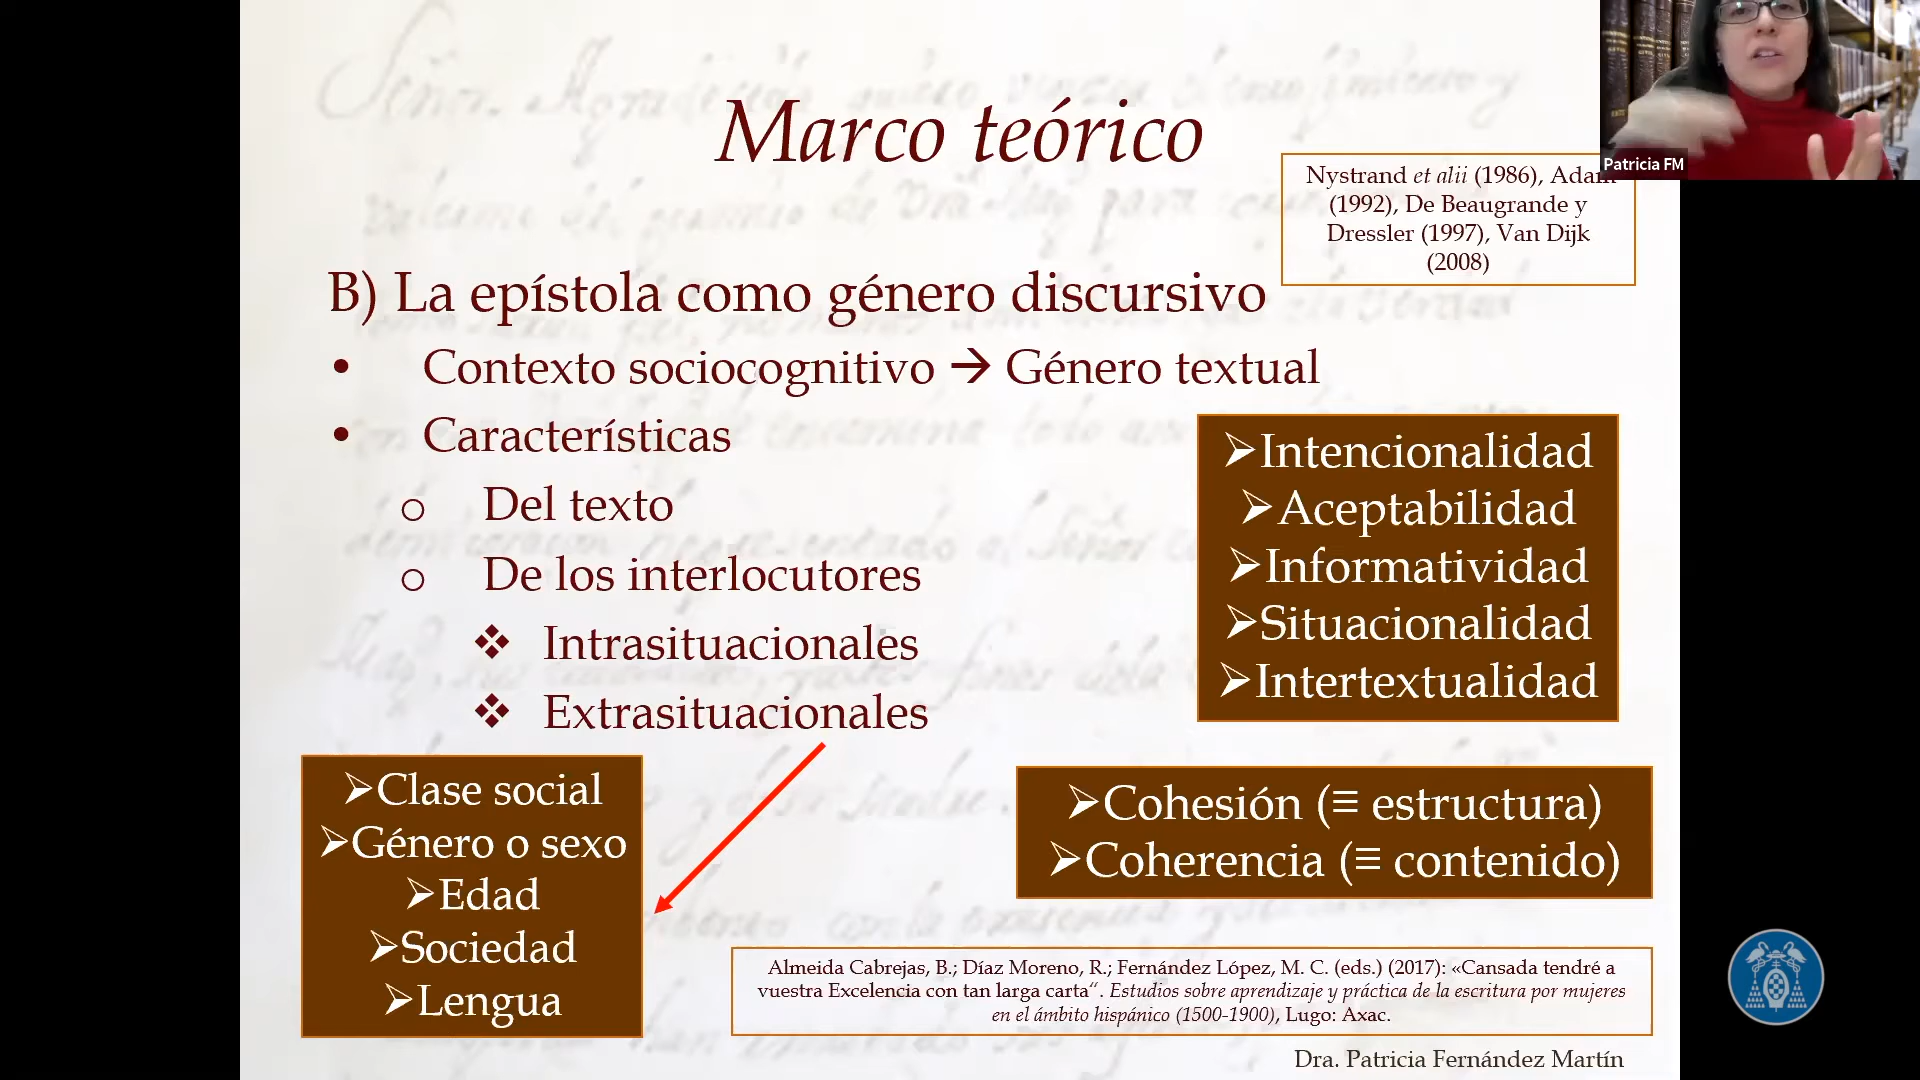 Marco teórico
Patricia FM
Nystrand et alii (1986), Adam
(1992), De Beaugrande y
Dressler (1997), Van Dijk
(2008)
B) La epístola como género discursivo
• Contexto sociocognitivo → Género textual
• Características
o Del texto
o De los interlocutores
❖ Intrasituacionales
❖ Extrasituacionales
➢Intencionalidad
➢Aceptabilidad
➢Informatividad
➢Situacionalidad
➢Intertextualidad
➢Clase social
➢Género o sexo
➢Edad
➢Sociedad
➢Lengua
➢Cohesión (≡ estructura)
➢Coherencia (≡ contenido)
Almeida Cabrejas, B.; Díaz Moreno, R.; Fernández López, M. C. (eds.) (2017): «Cansada tendré a
vuestra Excelencia con tan larga carta“. Estudios sobre aprendizaje y práctica de la escritura por mujeres
en el ámbito hispánico (1500-1900), Lugo: Axac.
Dra. Patricia Fernández Martín